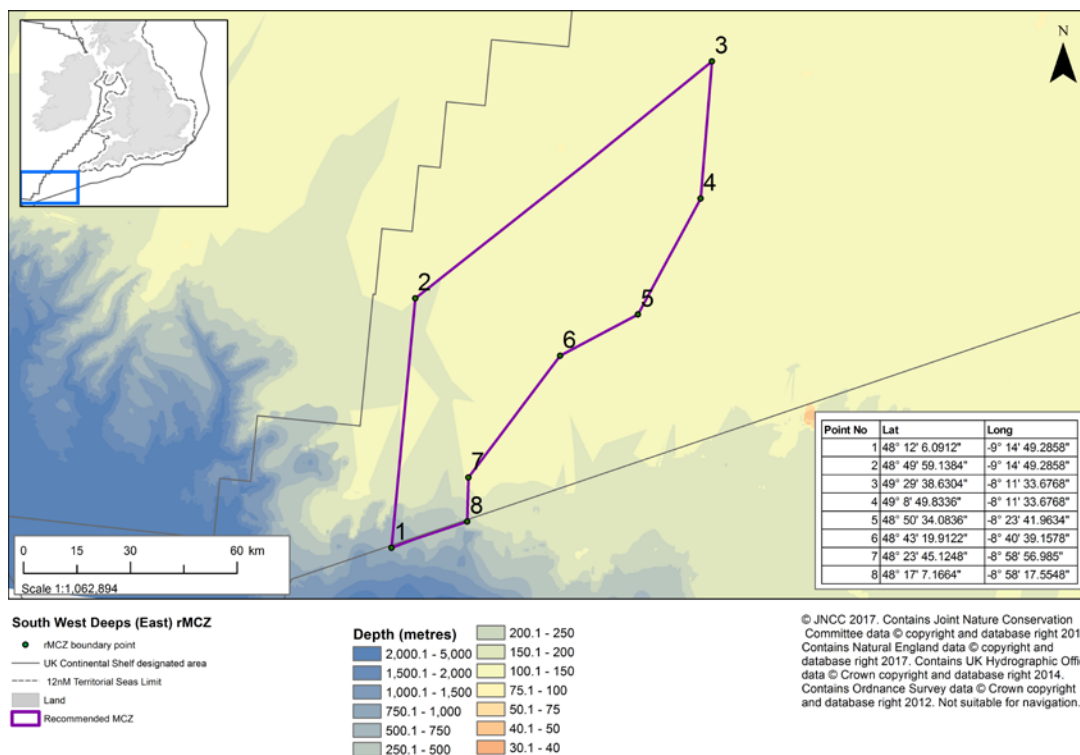 N
3
4
2
5
6
7
8
1
0 15 30 60 km
Scale 1:1,062,894
Point No Lat Long
1 48° 12' 6.0912" -9° 14' 49.2858"
2 48° 49' 59.1384" -9° 14' 49.2858"
3 49° 29' 38.6304" -8° 11' 33.6768"
4 49° 8' 49.8336" -8° 11' 33.6768"
5 48° 50' 34.0836" -8° 23' 41.9634"
6 48° 43' 19.9122" -8° 40' 39.1578"
7 48° 23' 45.1248" -8° 58' 56.985"
8 48° 17' 7.1664" -8° 58' 17.5548"
South West Deeps (East) rMCZ
rMCZ boundary point
UK Continental Shelf designated area
12nM Territorial Seas Limit
Land
Recommended MCZ
Depth (metres)
2,000.1 - 5,000
1,500.1 - 2,000
1,000.1 - 1,500
750.1 - 1,000
500.1 - 750
250.1 - 500
200.1 - 250
150.1 - 200
100.1 - 150
75.1 - 100
50.1 - 75
40.1 - 50
30.1 - 40
© JNCC 2017. Contains Joint Nature Conservation
Committee data © copyright and database right 201
Contains Natural England data © copyright and
database right 2017. Contains UK Hydrographic Offi
data © Crown copyright and database right 2014.
Contains Ordnance Survey data © Crown copyright
and database right 2012. Not suitable for navigation.